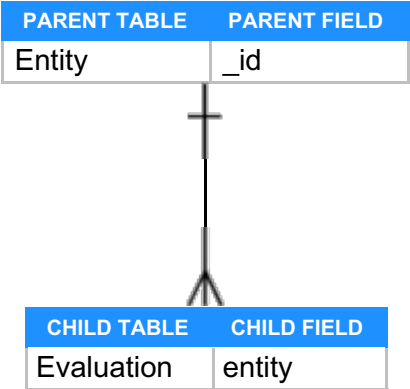 PARENT TABLE PARENT FIELD
Entity _id
CHILD TABLE CHILD FIELD
Evaluation entity